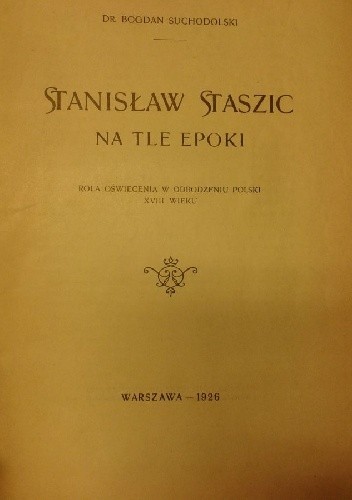 DR. BOGDAN SUCHODOLSKI
STANISŁAW STASZIC
NA TLE EPOKI
ROLA OŚWIECENIA W ODRODZENIU POLSKI
XVIII WIEKU
WARSZAWA — 1926